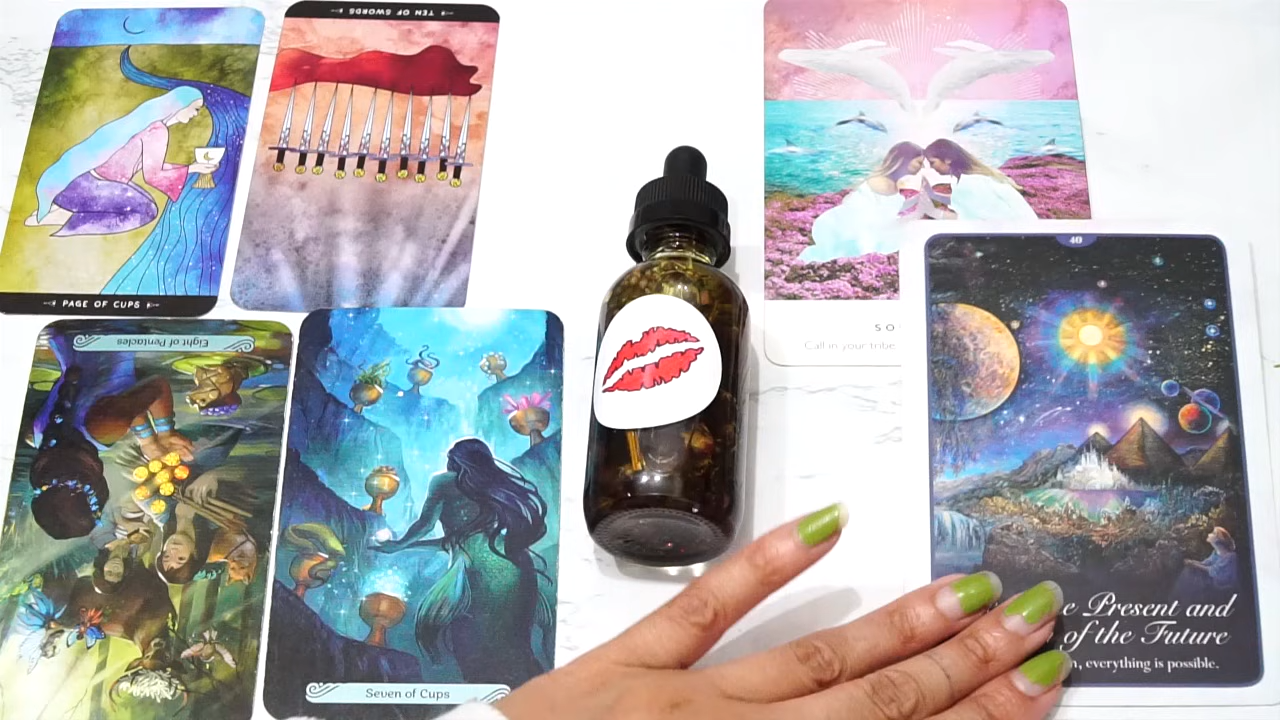 PAGE OF CUPS
TEN OF SWORDS
Eight of Pentacles
Seven of Cups
SO
Call in your tribe
40
e Present and
of the Future
n, everything is possible.